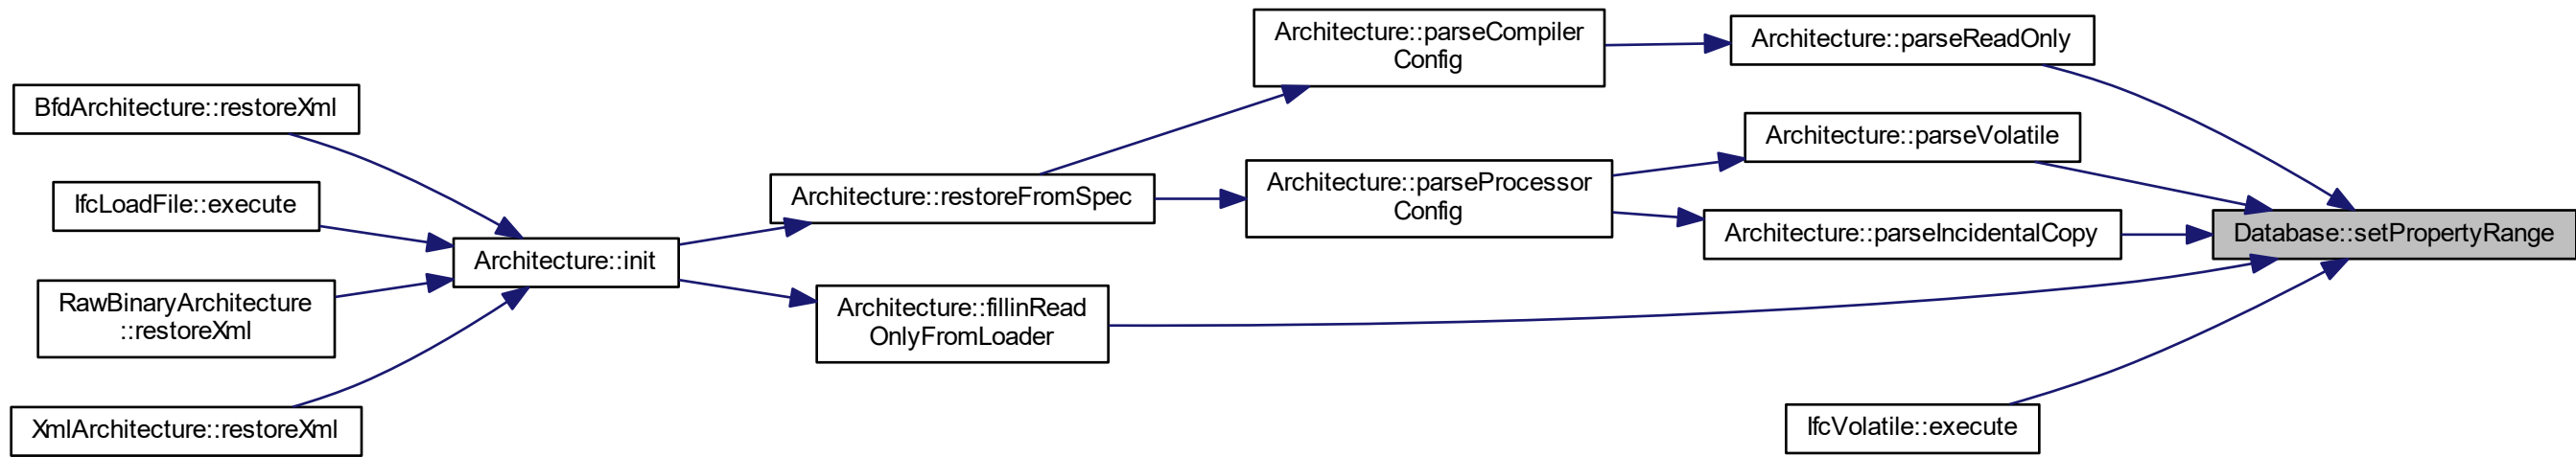 Architecture::parseCompiler
Config
Architecture::parseReadOnly
BfdArchitecture::restoreXml
Architecture::parseVolatile
IfcLoadFile::execute
Architecture::restoreFromSpec
Architecture::parseProcessor
Config
Architecture::parseIncidentalCopy
Database::setPropertyRange
Architecture::init
RawBinaryArchitecture
::restoreXml
Architecture::fillinRead
OnlyFromLoader
XmlArchitecture::restoreXml
IfcVolatile::execute